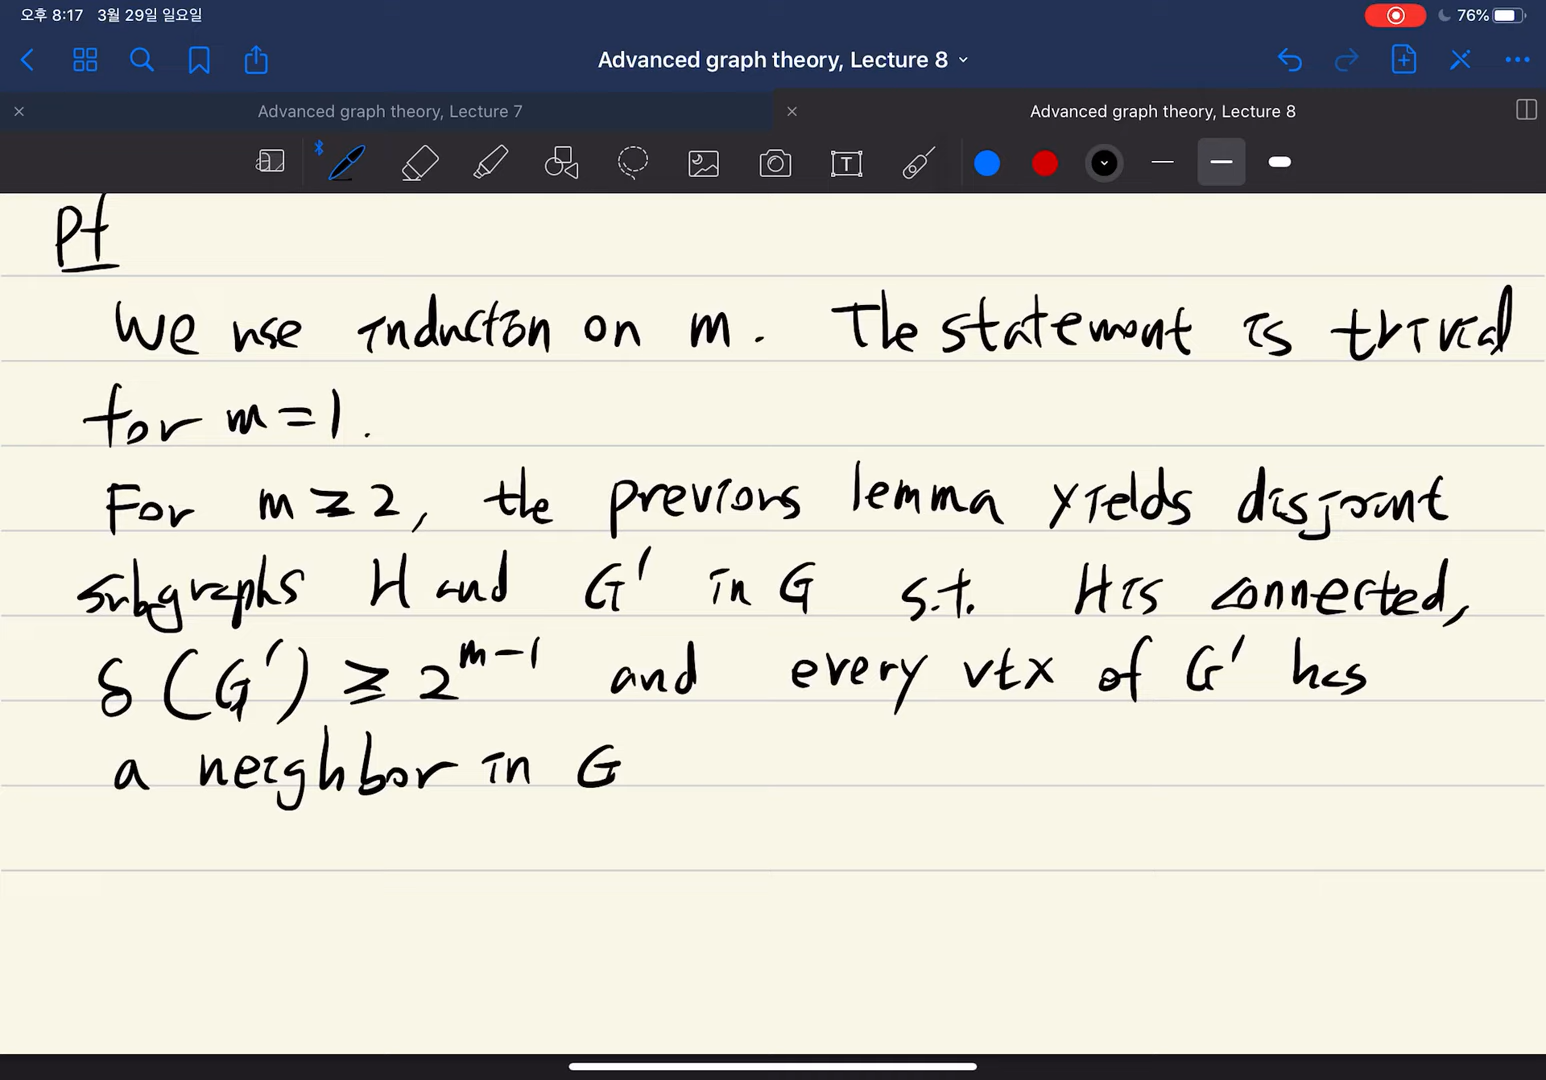 오후 8:17 3월 29일 일요일
76%
Advanced graph theory, Lecture 8
Advanced graph theory, Lecture 7
Advanced graph theory, Lecture 8
Pf
We use induction on m. The statement is trivial
for m=1.
For m≥2, the previous lemma yields disjoint
subgraphs H and G' in G s.t. H is connected,
δ(G') ≥ 2^{m-1} and every vtx of G' has
a neighbor in G